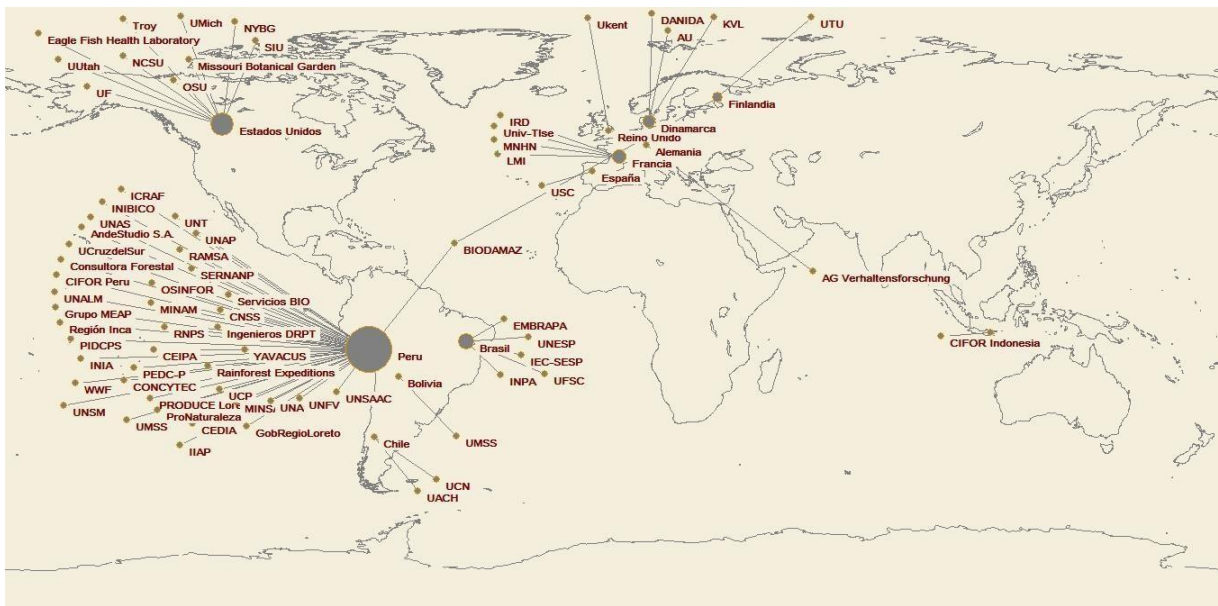 Troy
UMich
NYBG
Eagle Fish Health Laboratory
SIU
UUtah
NCSU
Missouri Botanical Garden
UF
OSU
Estados Unidos
Ukent
DANIDA
KVL
UTU
AU
Finlandia
IRD
Dinamarca
Univ-Tlse
Reino Unido
MNHN
Alemania
LMI
Francia
España
USC
BIODAMAZ
AG Verhaltensforschung
ICRAF
INIBICO
UNAS
UNT
AndeStudio S.A.
UNAP
UCruzdelSur
RAMSA
Consultora Forestal
SERNANP
CIFOR Peru
OSINFOR
UNALM
Servicios BIO
MINAM
Grupo MEAP
CNSS
Región Inca
RNPS
Ingenieros DRPT
PIDCPS
CEIPA
YAVACUS
Peru
INIA
PEDC-P
Rainforest Expeditions
WWF
CONCYTEC
UCP
UNSAAC
UNSM
PRODUCE
UNA
UNFV
UMSS
ProNaturaleza
CEDIA
GobRegioLoreto
IIAP
EMBRAPA
Brasil
UNESP
IEC-SESP
INPA
UFSC
Bolivia
UMSS
Chile
UCN
UACH
CIFOR Indonesia